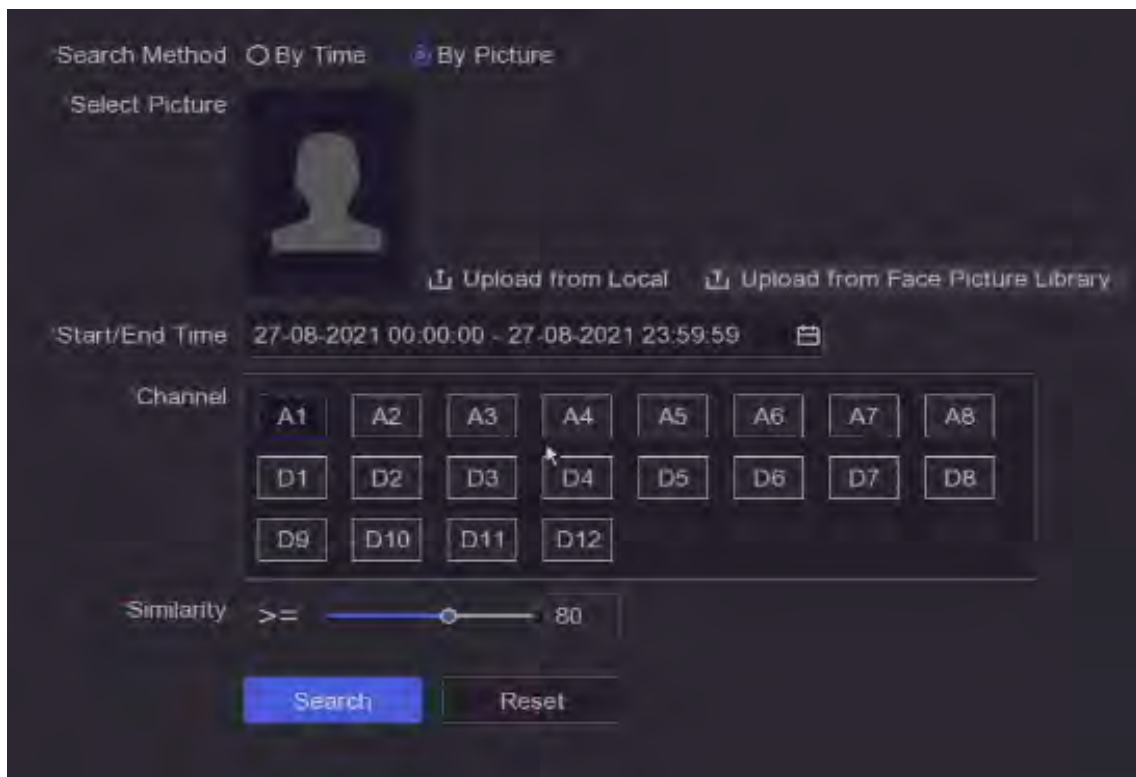 Search Method By Time By Picture
Select Picture
Upload from Local Upload from Face Picture Library
Start/End Time 27-08-2021 00:00:00 - 27-08-2021 23:59:59
Channel
A1 A2 A3 A4 A5 A6 A7 A8
D1 D2 D3 D4 D5 D6 D7 D8
D9 D10 D11 D12
Similarity >= 80
Search Reset